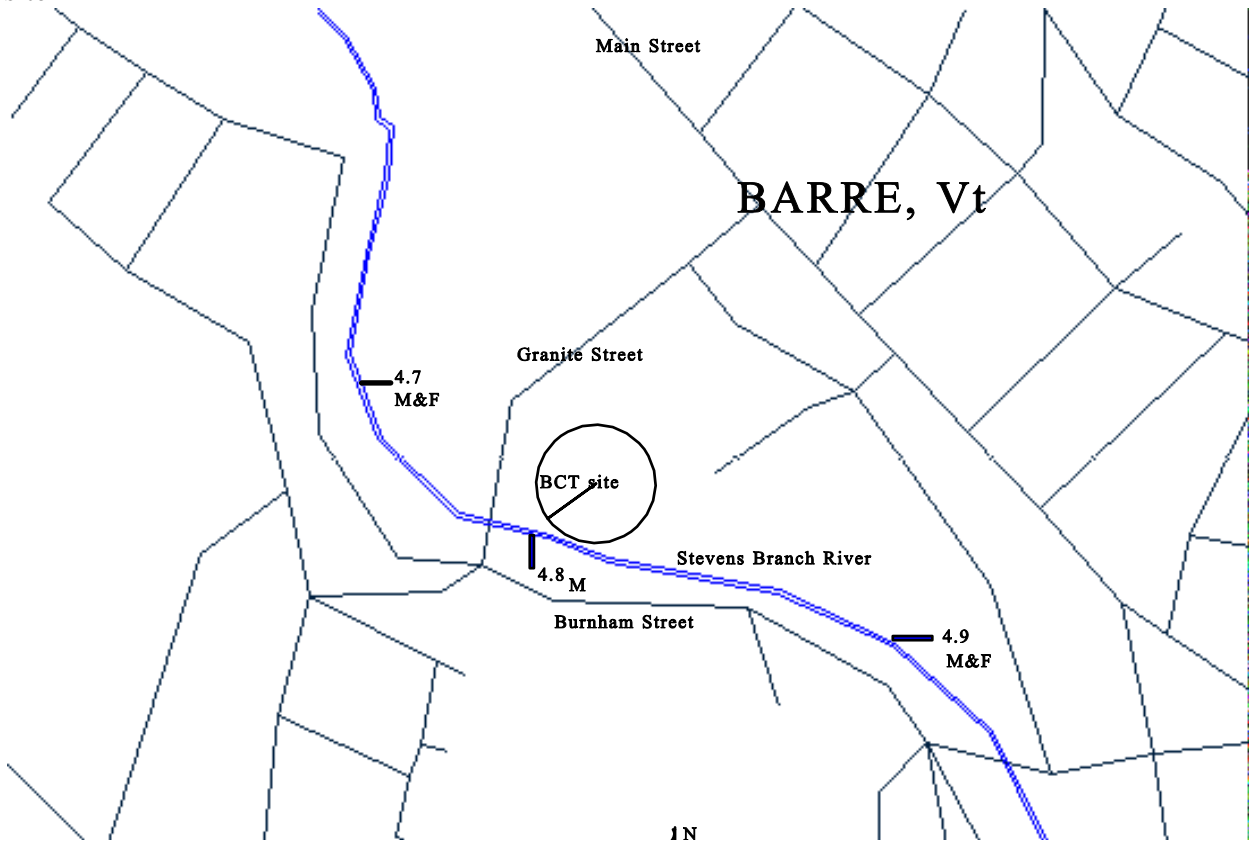 Main Street
BARRE, Vt
Granite Street
4.7
M&F
BCT site
Stevens Branch River
4.8 M
Burnham Street
4.9
M&F
1N